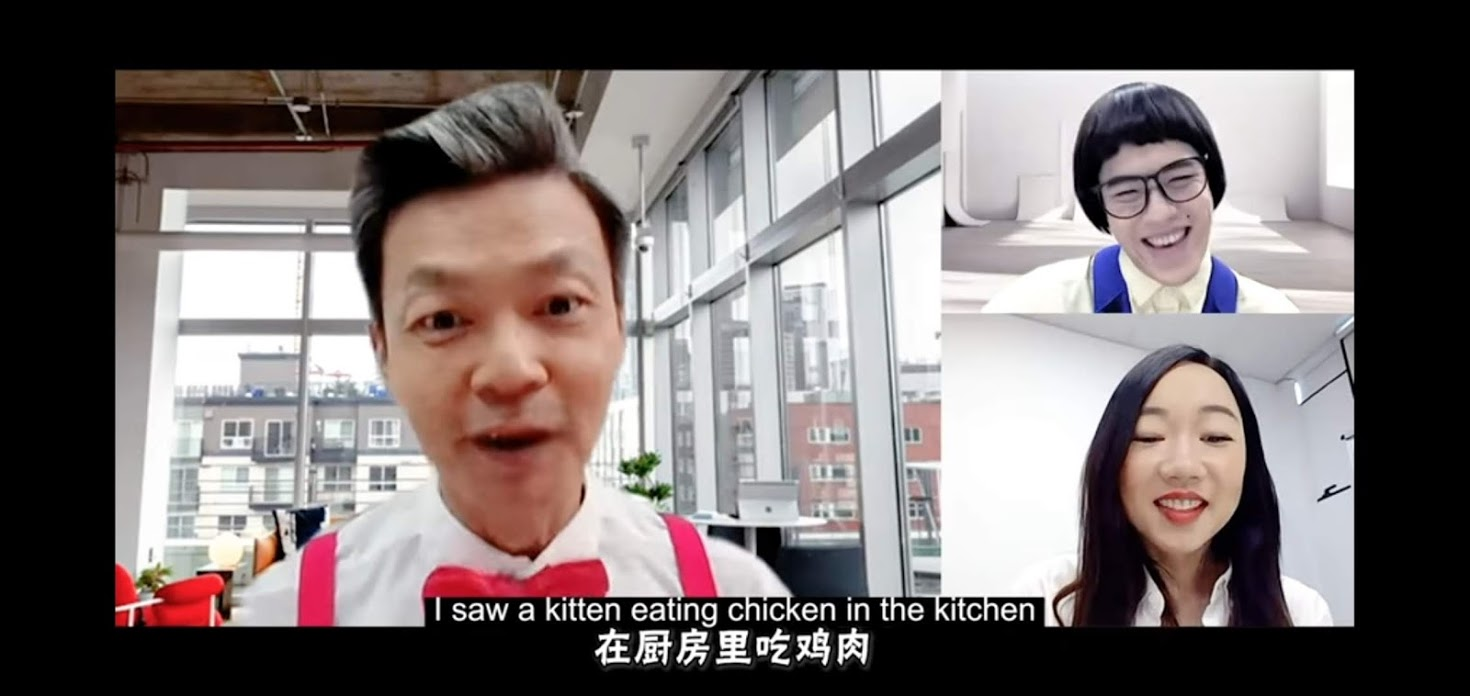 I saw a kitten eating chicken in the kitchen
在厨房里吃鸡肉